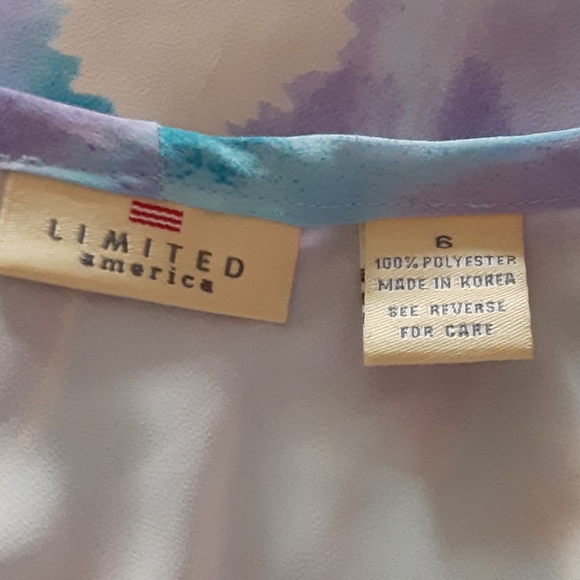 LIMITED
america
6
100% POLYESTER
MADE IN KOREA
SEE REVERSE
FOR CARE